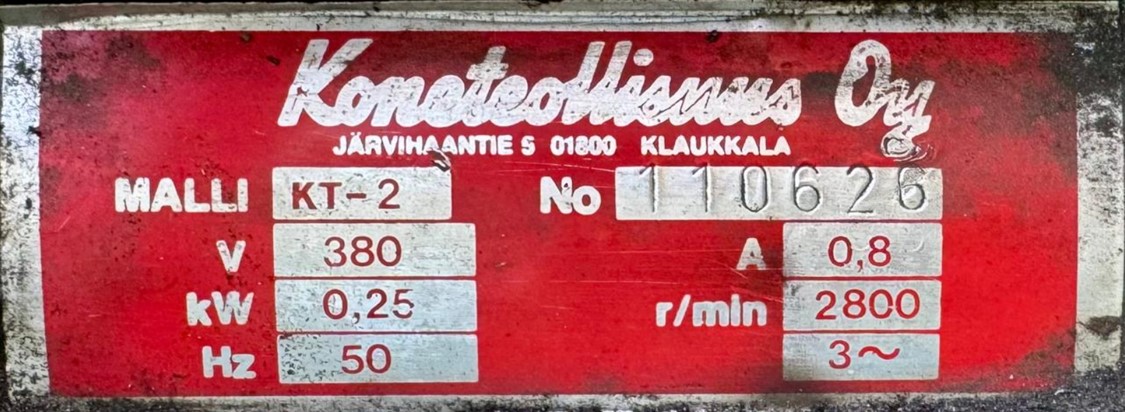 Koneteollisuus Oy
JÄRVIHAANTIE 5 01800 KLAUKKALA
MALLI KT-2 No 110626
V 380 A 0,8
kW 0,25 r/min 2800
Hz 50 3~